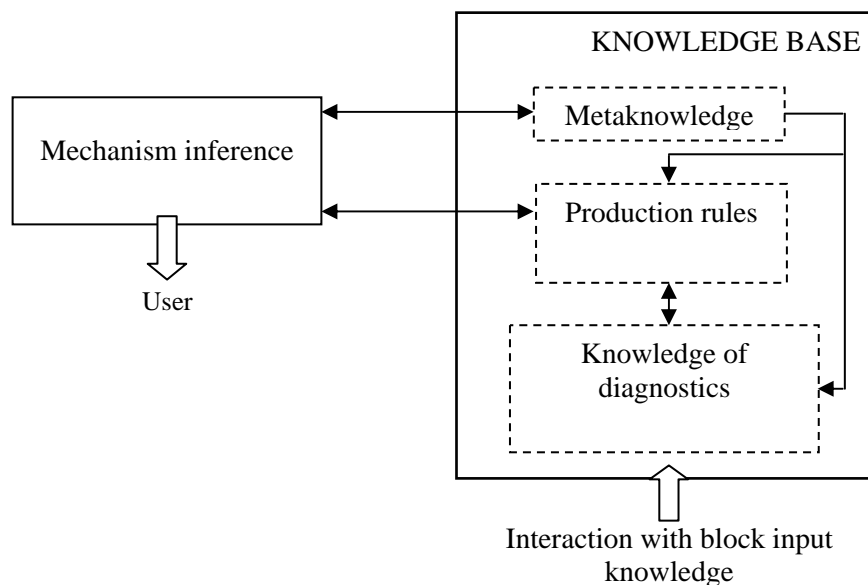 KNOWLEDGE BASE
Metaknowledge
Mechanism inference
Production rules
User
Knowledge of
diagnostics
Interaction with block input
knowledge